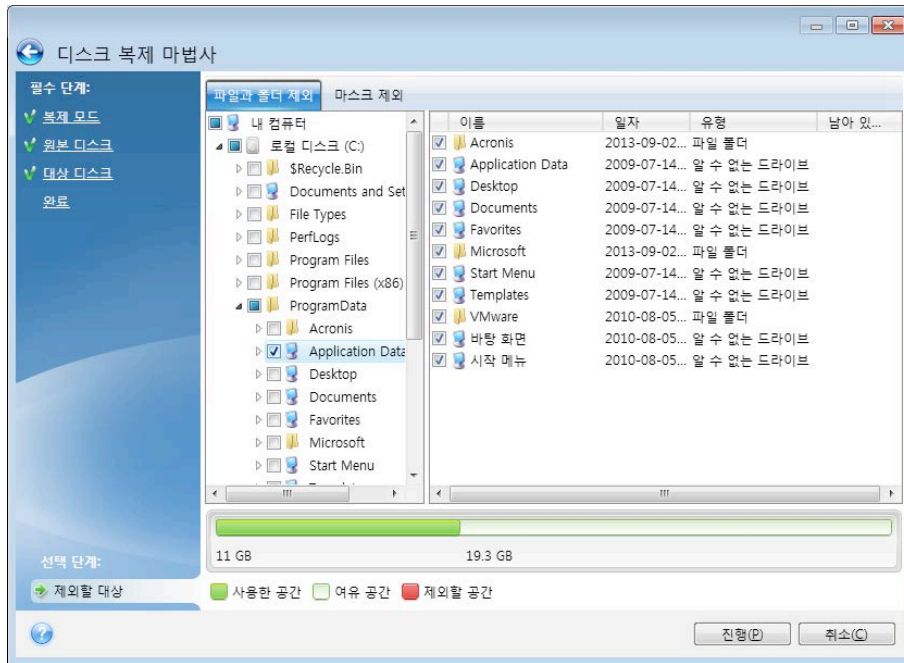 디스크 복제 마법사
필수 단계:
복제 모드
원본 디스크
대상 디스크
완료
선택 단계:
제외할 대상
파일과 폴더 제외 마스크 제외
내 컴퓨터
로컬 디스크 (C:)
$Recycle.Bin
Documents and Set
File Types
PerfLogs
Program Files
Program Files (x86)
ProgramData
Acronis
Application Data
Desktop
Documents
Favorites
Microsoft
Start Menu
이름 일자 유형 남아 있...
Acronis 2013-09-02... 파일 폴더
Application Data 2009-07-14... 알 수 없는 드라이브
Desktop 2009-07-14... 알 수 없는 드라이브
Documents 2009-07-14... 알 수 없는 드라이브
Favorites 2009-07-14... 알 수 없는 드라이브
Microsoft 2013-09-02... 파일 폴더
Start Menu 2009-07-14... 알 수 없는 드라이브
Templates 2009-07-14... 알 수 없는 드라이브
VMware 2010-08-05... 파일 폴더
바탕 화면 2010-08-05... 알 수 없는 드라이브
시작 메뉴 2010-08-05... 알 수 없는 드라이브
11 GB 19.3 GB
사용한 공간 여유 공간 제외할 공간
진행(P) 취소(C)